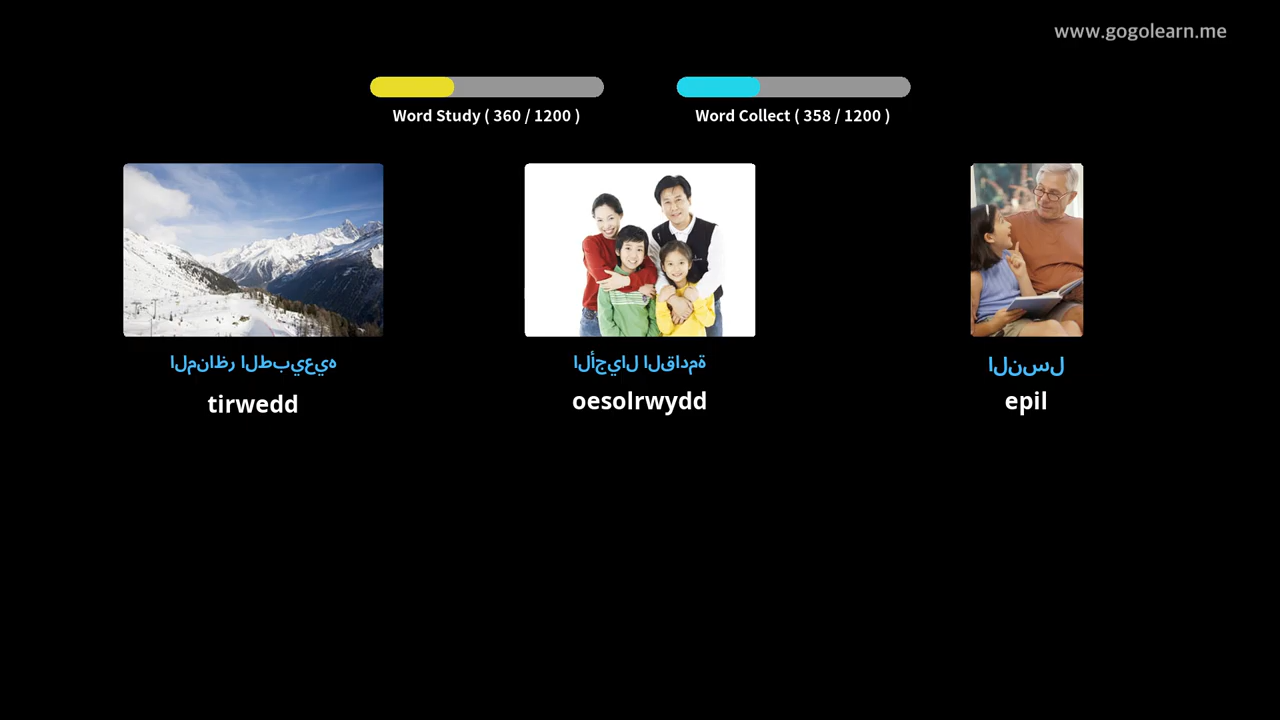 www.gogolearn.me
Word Study ( 360 / 1200 )
Word Collect ( 358 / 1200 )
المناظر الطبيعيه
الأجيال القادمة
النسل
tirwedd
oesolrwydd
epil